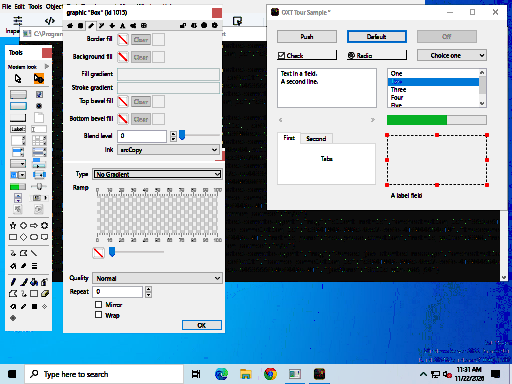 graphic "Box" (id 1015)
OXT Tour Sample *
Edit Tools Object
C:\Program
Tools
Modern look
Label:
Border fill
Clear
Background fill
Clear
Fill gradient
Stroke gradient
Top bevel fill
Clear
Bottom bevel fill
Clear
Blend level
0
Ink
srcCopy
Type
No Gradient
Ramp
0 10 20 30 40 50 60 70 80 90 100
0 10 20 30 40 50 60 70 80 90 100
Quality
Normal
Repeat
0
Mirror
Wrap
OK
Push
Default
Off
Check
Radio
Choice one
Text in a field.
A second line.
One
Three
Four
Five
First
Second
Tabs
A label field
Type here to search
11:31 AM
11/22/2026